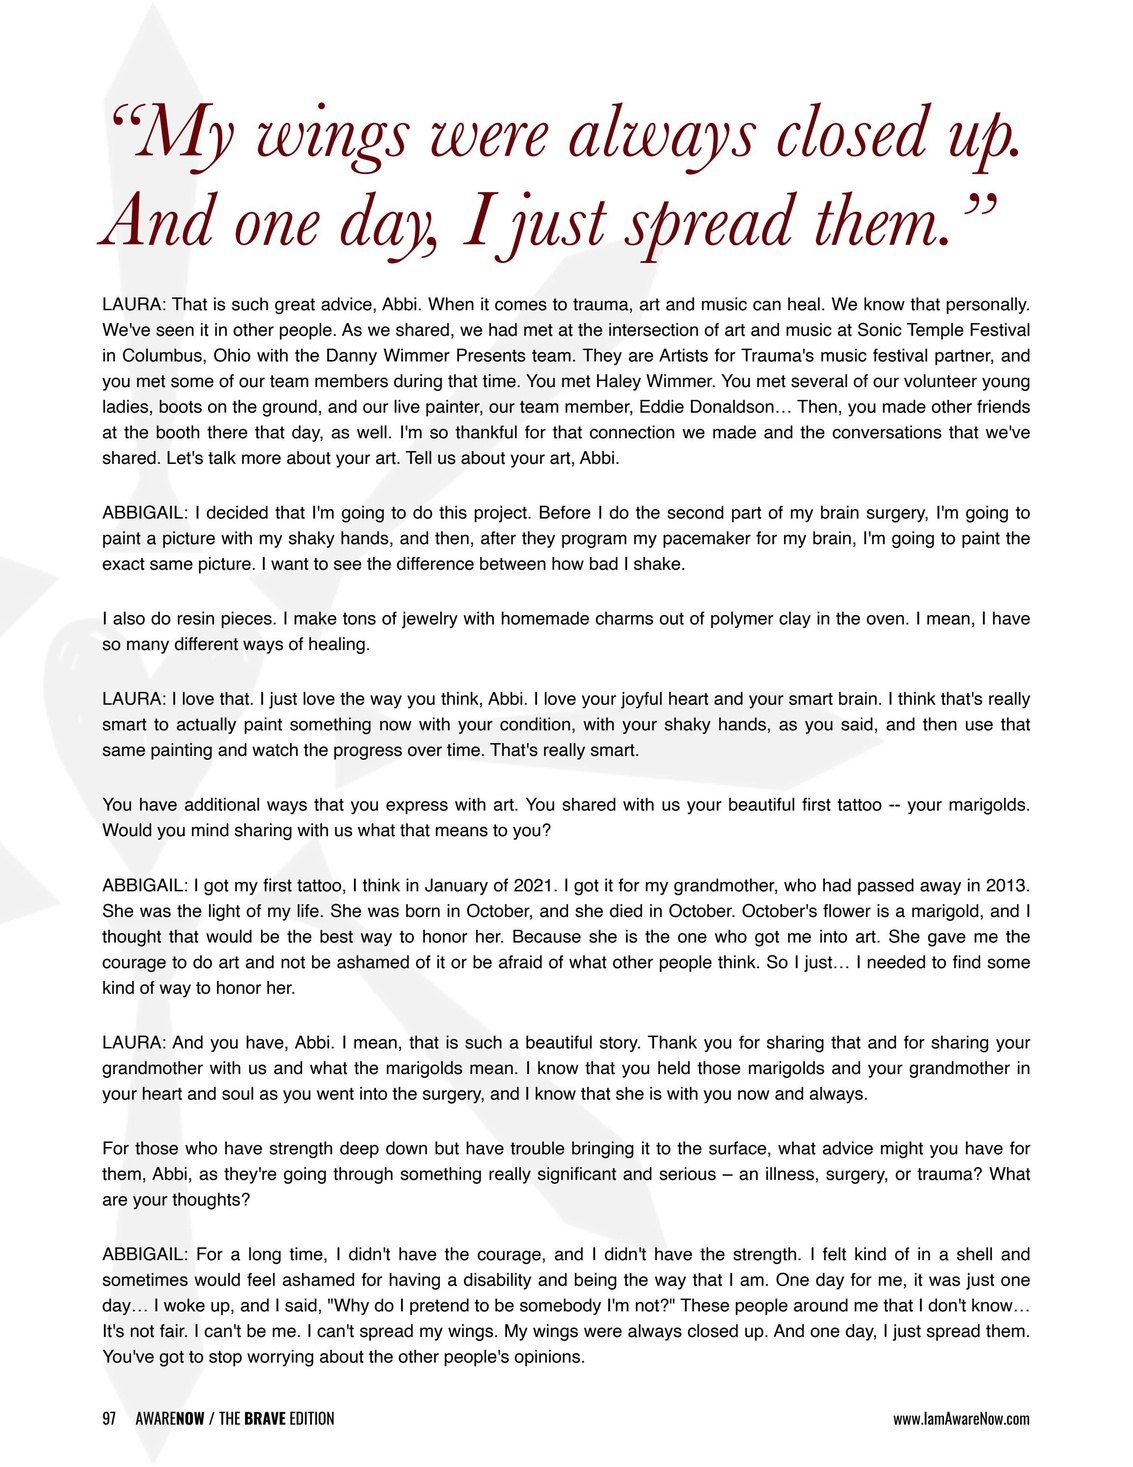 “My wings were always closed up.
And one day, I just spread them.”
LAURA: That is such great advice, Abbi. When it comes to trauma, art and music can heal. We know that personally.
We've seen it in other people. As we shared, we had met at the intersection of art and music at Sonic Temple Festival
in Columbus, Ohio with the Danny Wimmer Presents team. They are Artists for Trauma's music festival partner, and
you met some of our team members during that time. You met Haley Wimmer. You met several of our volunteer young
ladies, boots on the ground, and our live painter, our team member, Eddie Donaldson… Then, you made other friends
at the booth there that day, as well. I'm so thankful for that connection we made and the conversations that we've
shared. Let's talk more about your art. Tell us about your art, Abbi.
ABBIGAIL: I decided that I'm going to do this project. Before I do the second part of my brain surgery, I'm going to
paint a picture with my shaky hands, and then, after they program my pacemaker for my brain, I'm going to paint the
exact same picture. I want to see the difference between how bad I shake.
I also do resin pieces. I make tons of jewelry with homemade charms out of polymer clay in the oven. I mean, I have
so many different ways of healing.
LAURA: I love that. I just love the way you think, Abbi. I love your joyful heart and your smart brain. I think that's really
smart to actually paint something now with your condition, with your shaky hands, as you said, and then use that
same painting and watch the progress over time. That's really smart.
You have additional ways that you express with art. You shared with us your beautiful first tattoo -- your marigolds.
Would you mind sharing with us what that means to you?
ABBIGAIL: I got my first tattoo, I think in January of 2021. I got it for my grandmother, who had passed away in 2013.
She was the light of my life. She was born in October, and she died in October. October's flower is a marigold, and I
thought that would be the best way to honor her. Because she is the one who got me into art. She gave me the
courage to do art and not be ashamed of it or be afraid of what other people think. So I just… I needed to find some
kind of way to honor her.
LAURA: And you have, Abbi. I mean, that is such a beautiful story. Thank you for sharing that and for sharing your
grandmother with us and what the marigolds mean. I know that you held those marigolds and your grandmother in
your heart and soul as you went into the surgery, and I know that she is with you now and always.
For those who have strength deep down but have trouble bringing it to the surface, what advice might you have for
them, Abbi, as they're going through something really significant and serious – an illness, surgery, or trauma? What
are your thoughts?
ABBIGAIL: For a long time, I didn't have the courage, and I didn't have the strength. I felt kind of in a shell and
sometimes would feel ashamed for having a disability and being the way that I am. One day for me, it was just one
day… I woke up, and I said, "Why do I pretend to be somebody I'm not?" These people around me that I don't know…
It's not fair. I can't be me. I can't spread my wings. My wings were always closed up. And one day, I just spread them.
You've got to stop worrying about the other people's opinions.
97 AWARENOW / THE BRAVE EDITION
www.IamAwareNow.com